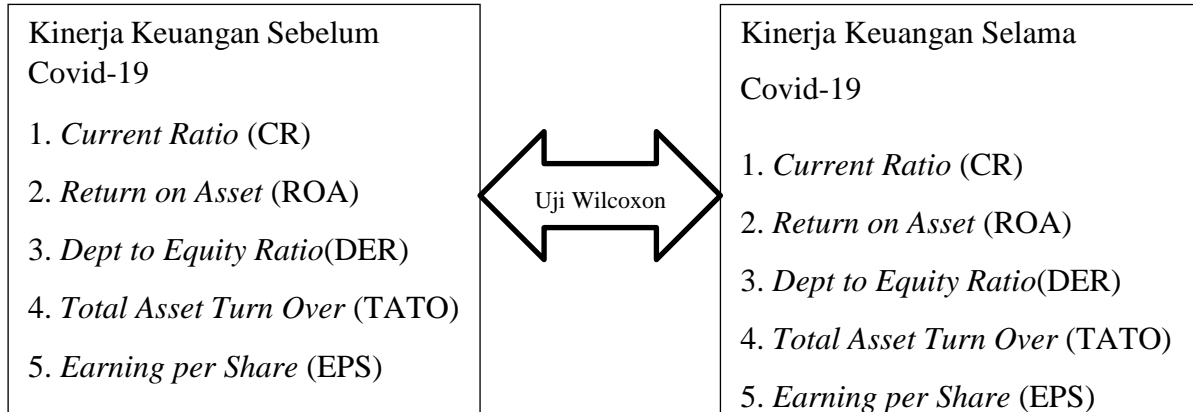 Kinerja Keuangan Sebelum
Covid-19
1. Current Ratio (CR)
2. Return on Asset (ROA)
3. Dept to Equity Ratio(DER)
4. Total Asset Turn Over (TATO)
5. Earning per Share (EPS)
Uji Wilcoxon
Kinerja Keuangan Selama
Covid-19
1. Current Ratio (CR)
2. Return on Asset (ROA)
3. Dept to Equity Ratio(DER)
4. Total Asset Turn Over (TATO)
5. Earning per Share (EPS)